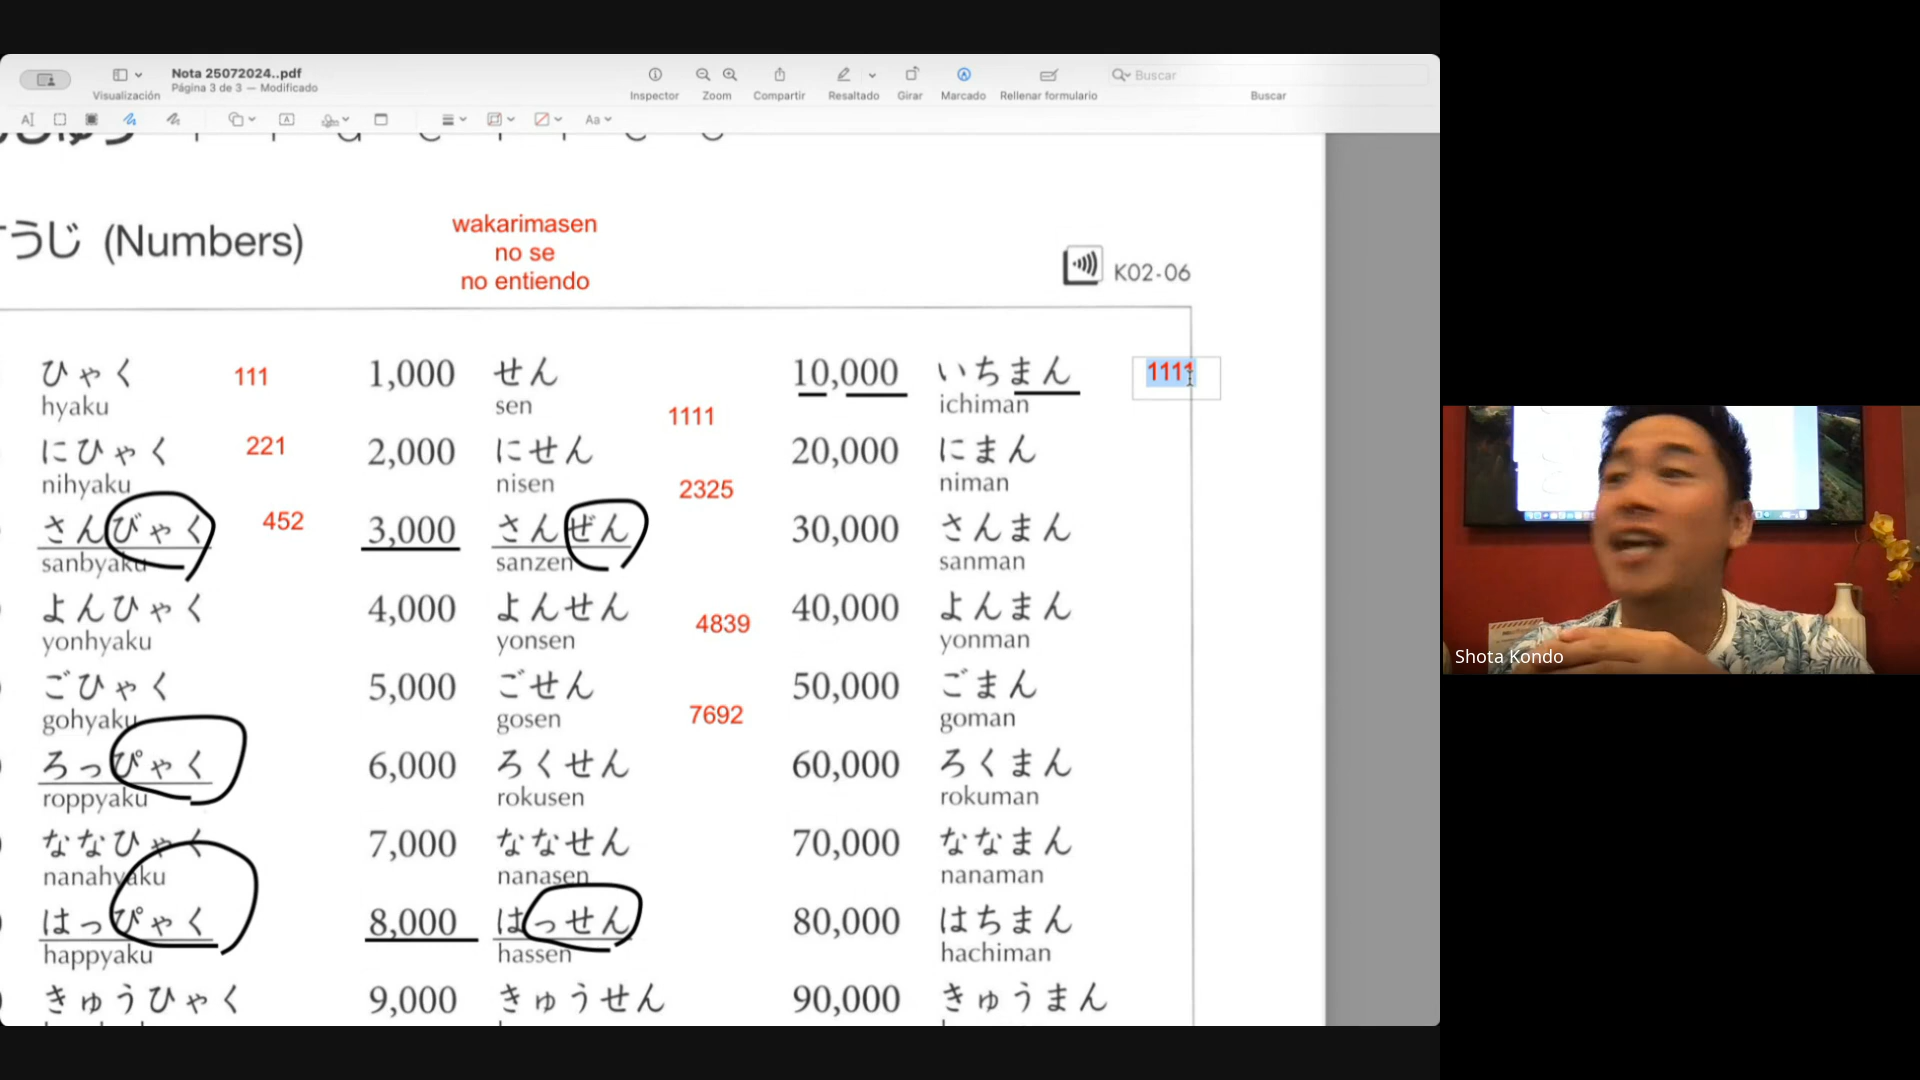 Nota 25072024..pdf
Página 3 de 3 — Modificado
Visualización
Inspector
Zoom
Compartir
Resaltado
Girar
Marcado
Rellenar formulario
Buscar
Buscar
うじ (Numbers)
wakarimasen
no se
no entiendo
K02-06
ひゃく
hyaku
111
1,000
せん
sen
1111
10,000
いちまん
ichiman
1111
にひゃく
nihyaku
221
2,000
にせん
nisen
2325
20,000
にまん
niman
さんびゃく
sanbyaku
452
3,000
さんぜん
sanzen
30,000
さんまん
sanman
よんひゃく
yonhyaku
4,000
よんせん
yonsen
4839
40,000
よんまん
yonman
ごひゃく
gohyaku
5,000
ごせん
gosen
7692
50,000
ごまん
goman
ろっぴゃく
roppyaku
6,000
ろくせん
rokusen
60,000
ろくまん
rokuman
ななひゃく
nanahyaku
7,000
ななせん
nanasen
70,000
ななまん
nanaman
はっぴゃく
happyaku
8,000
はっせん
hassen
80,000
はちまん
hachiman
きゅうひゃく
9,000
きゅうせん
90,000
きゅうまん
Shota Kondo